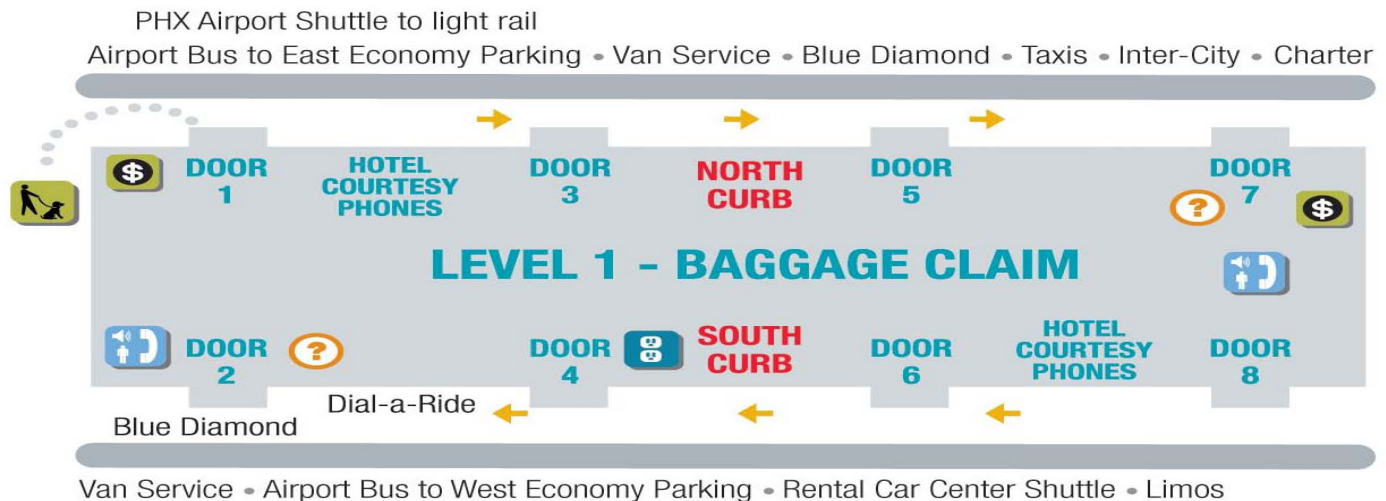 PHX Airport Shuttle to light rail
Airport Bus to East Economy Parking • Van Service • Blue Diamond • Taxis • Inter-City • Charter
$
DOOR
1
HOTEL
COURTESY
PHONES
DOOR
3
NORTH
CURB
DOOR
5
DOOR
7
?
$
LEVEL 1 - BAGGAGE CLAIM
DOOR
2
?
DOOR
4
SOUTH
CURB
DOOR
6
HOTEL
COURTESY
PHONES
DOOR
8
Dial-a-Ride
Blue Diamond
Van Service • Airport Bus to West Economy Parking • Rental Car Center Shuttle • Limos